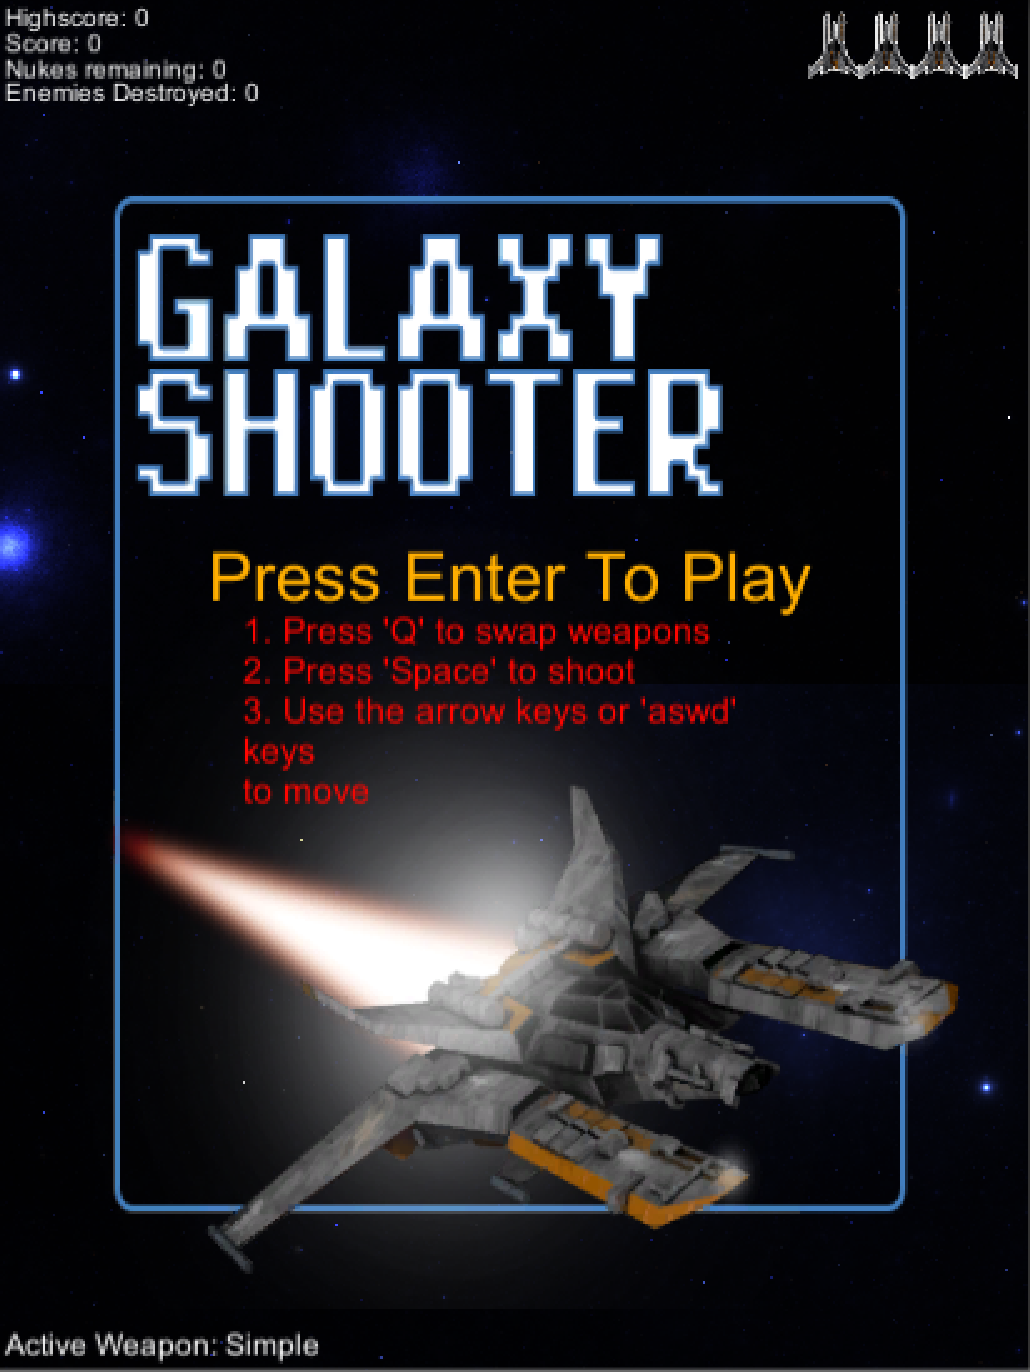 Highscore: 0
Score: 0
Nukes remaining: 0
Enemies Destroyed: 0
GALAXY
SHOOTER
Press Enter To Play
1. Press 'Q' to swap weapons
2. Press 'Space' to shoot
3. Use the arrow keys or 'aswd'
keys
to move
Active Weapon: Simple